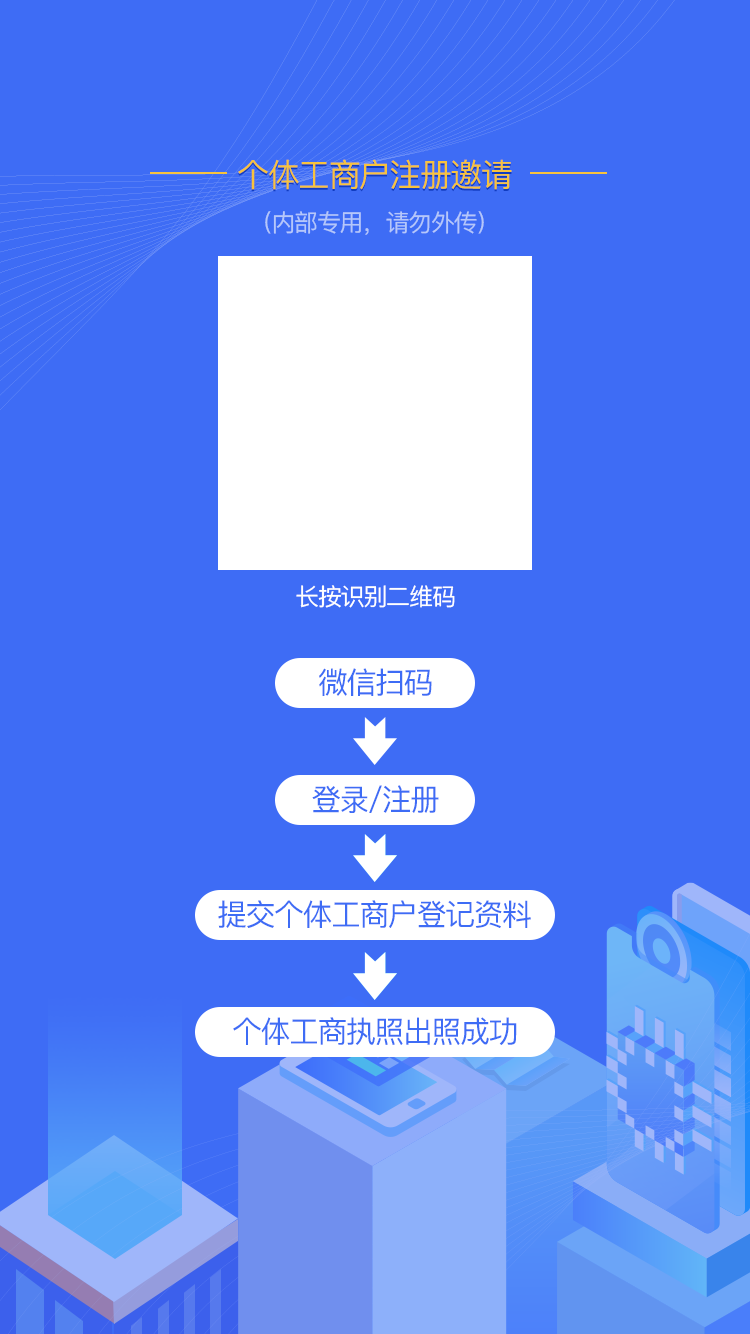 个体工商户注册邀请
（内部专用，请勿外传）
长按识别二维码
微信扫码
登录/注册
提交个体工商户登记资料
个体工商执照出照成功